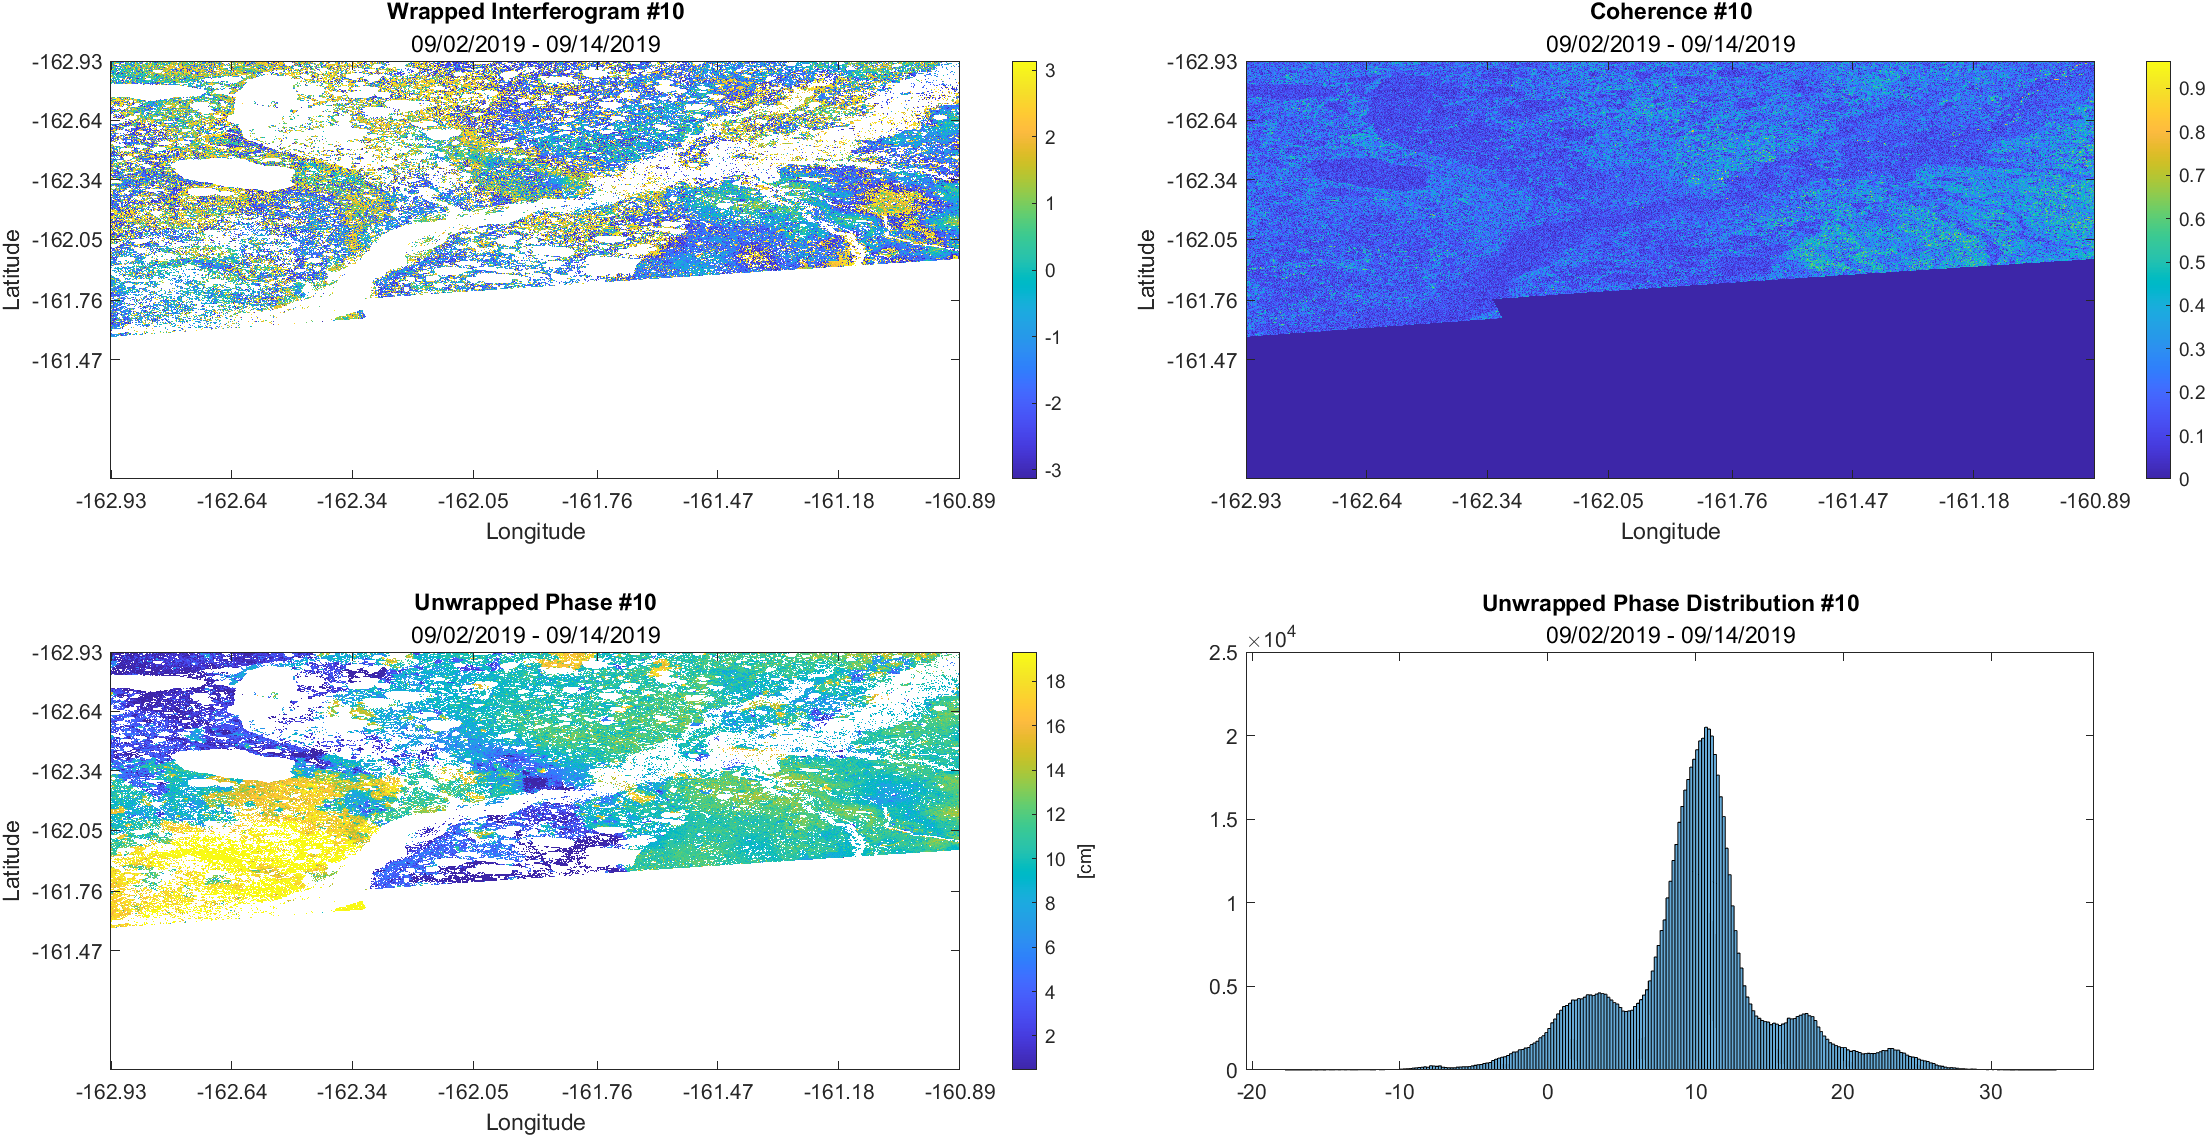 Wrapped Interferogram #10
09/02/2019 - 09/14/2019
-162.93
-162.64
-162.34
-162.05
-161.76
-161.47
Latitude
-162.93 -162.64 -162.34 -162.05 -161.76 -161.47 -161.18 -160.89
Longitude
3
2
1
0
-1
-2
-3
Coherence #10
09/02/2019 - 09/14/2019
-162.93
-162.64
-162.34
-162.05
-161.76
-161.47
Latitude
-162.93 -162.64 -162.34 -162.05 -161.76 -161.47 -161.18 -160.89
Longitude
0.9
0.8
0.7
0.6
0.5
0.4
0.3
0.2
0.1
0
Unwrapped Phase #10
09/02/2019 - 09/14/2019
-162.93
-162.64
-162.34
-162.05
-161.76
-161.47
Latitude
-162.93 -162.64 -162.34 -162.05 -161.76 -161.47 -161.18 -160.89
Longitude
18
16
14
12
10
8
6
4
2
[cm]
Unwrapped Phase Distribution #10
09/02/2019 - 09/14/2019
×10⁴
2.5
2
1.5
1
0.5
0
-20 -10 0 10 20 30